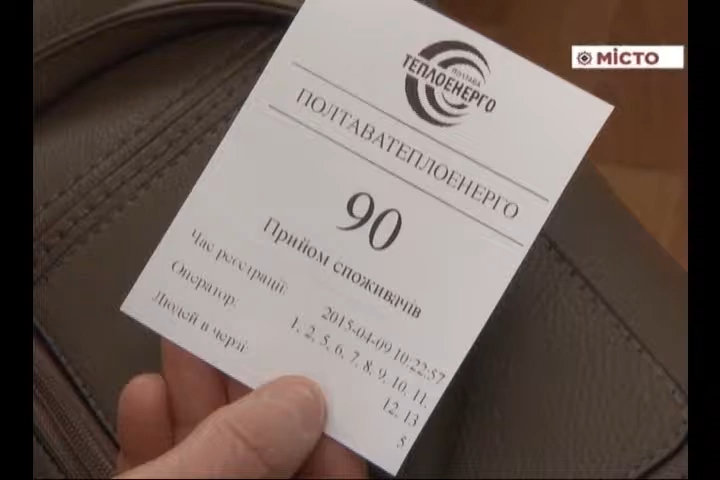 МІСТО
ПОЛТАВА
ТЕПЛОЕНЕРГО
ПОЛТАВАТЕПЛОЕНЕРГО
90
Прийом споживачів
Час реєстрації: 2015-04-09 10:22:57
Оператор: 1, 2, 5, 6, 7, 8, 9, 10, 11,
12, 13
Людей в черзі: 5